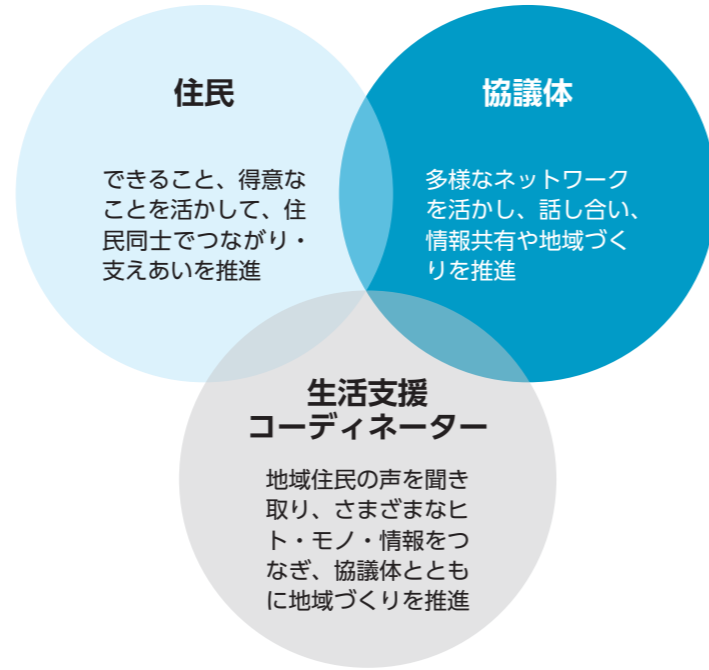 住民
できること、得意な
ことを活かして、住
民同士でつながり・
支えあいを推進
協議体
多様なネットワーク
を活かし、話し合い、
情報共有や地域づく
りを推進
生活支援
コーディネーター
地域住民の声を聞き
取り、さまざまなヒ
ト・モノ・情報をつ
なぎ、協議体ととも
に地域づくりを推進